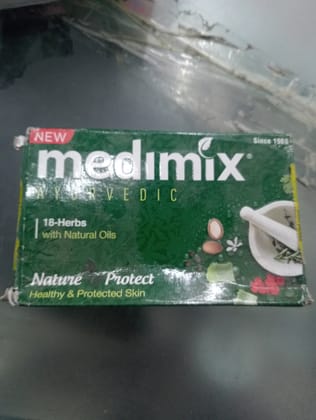 NEW
Since 1969
medimix®
AYURVEDIC
18-Herbs
with Natural Oils
Nature Protect
Healthy & Protected Skin